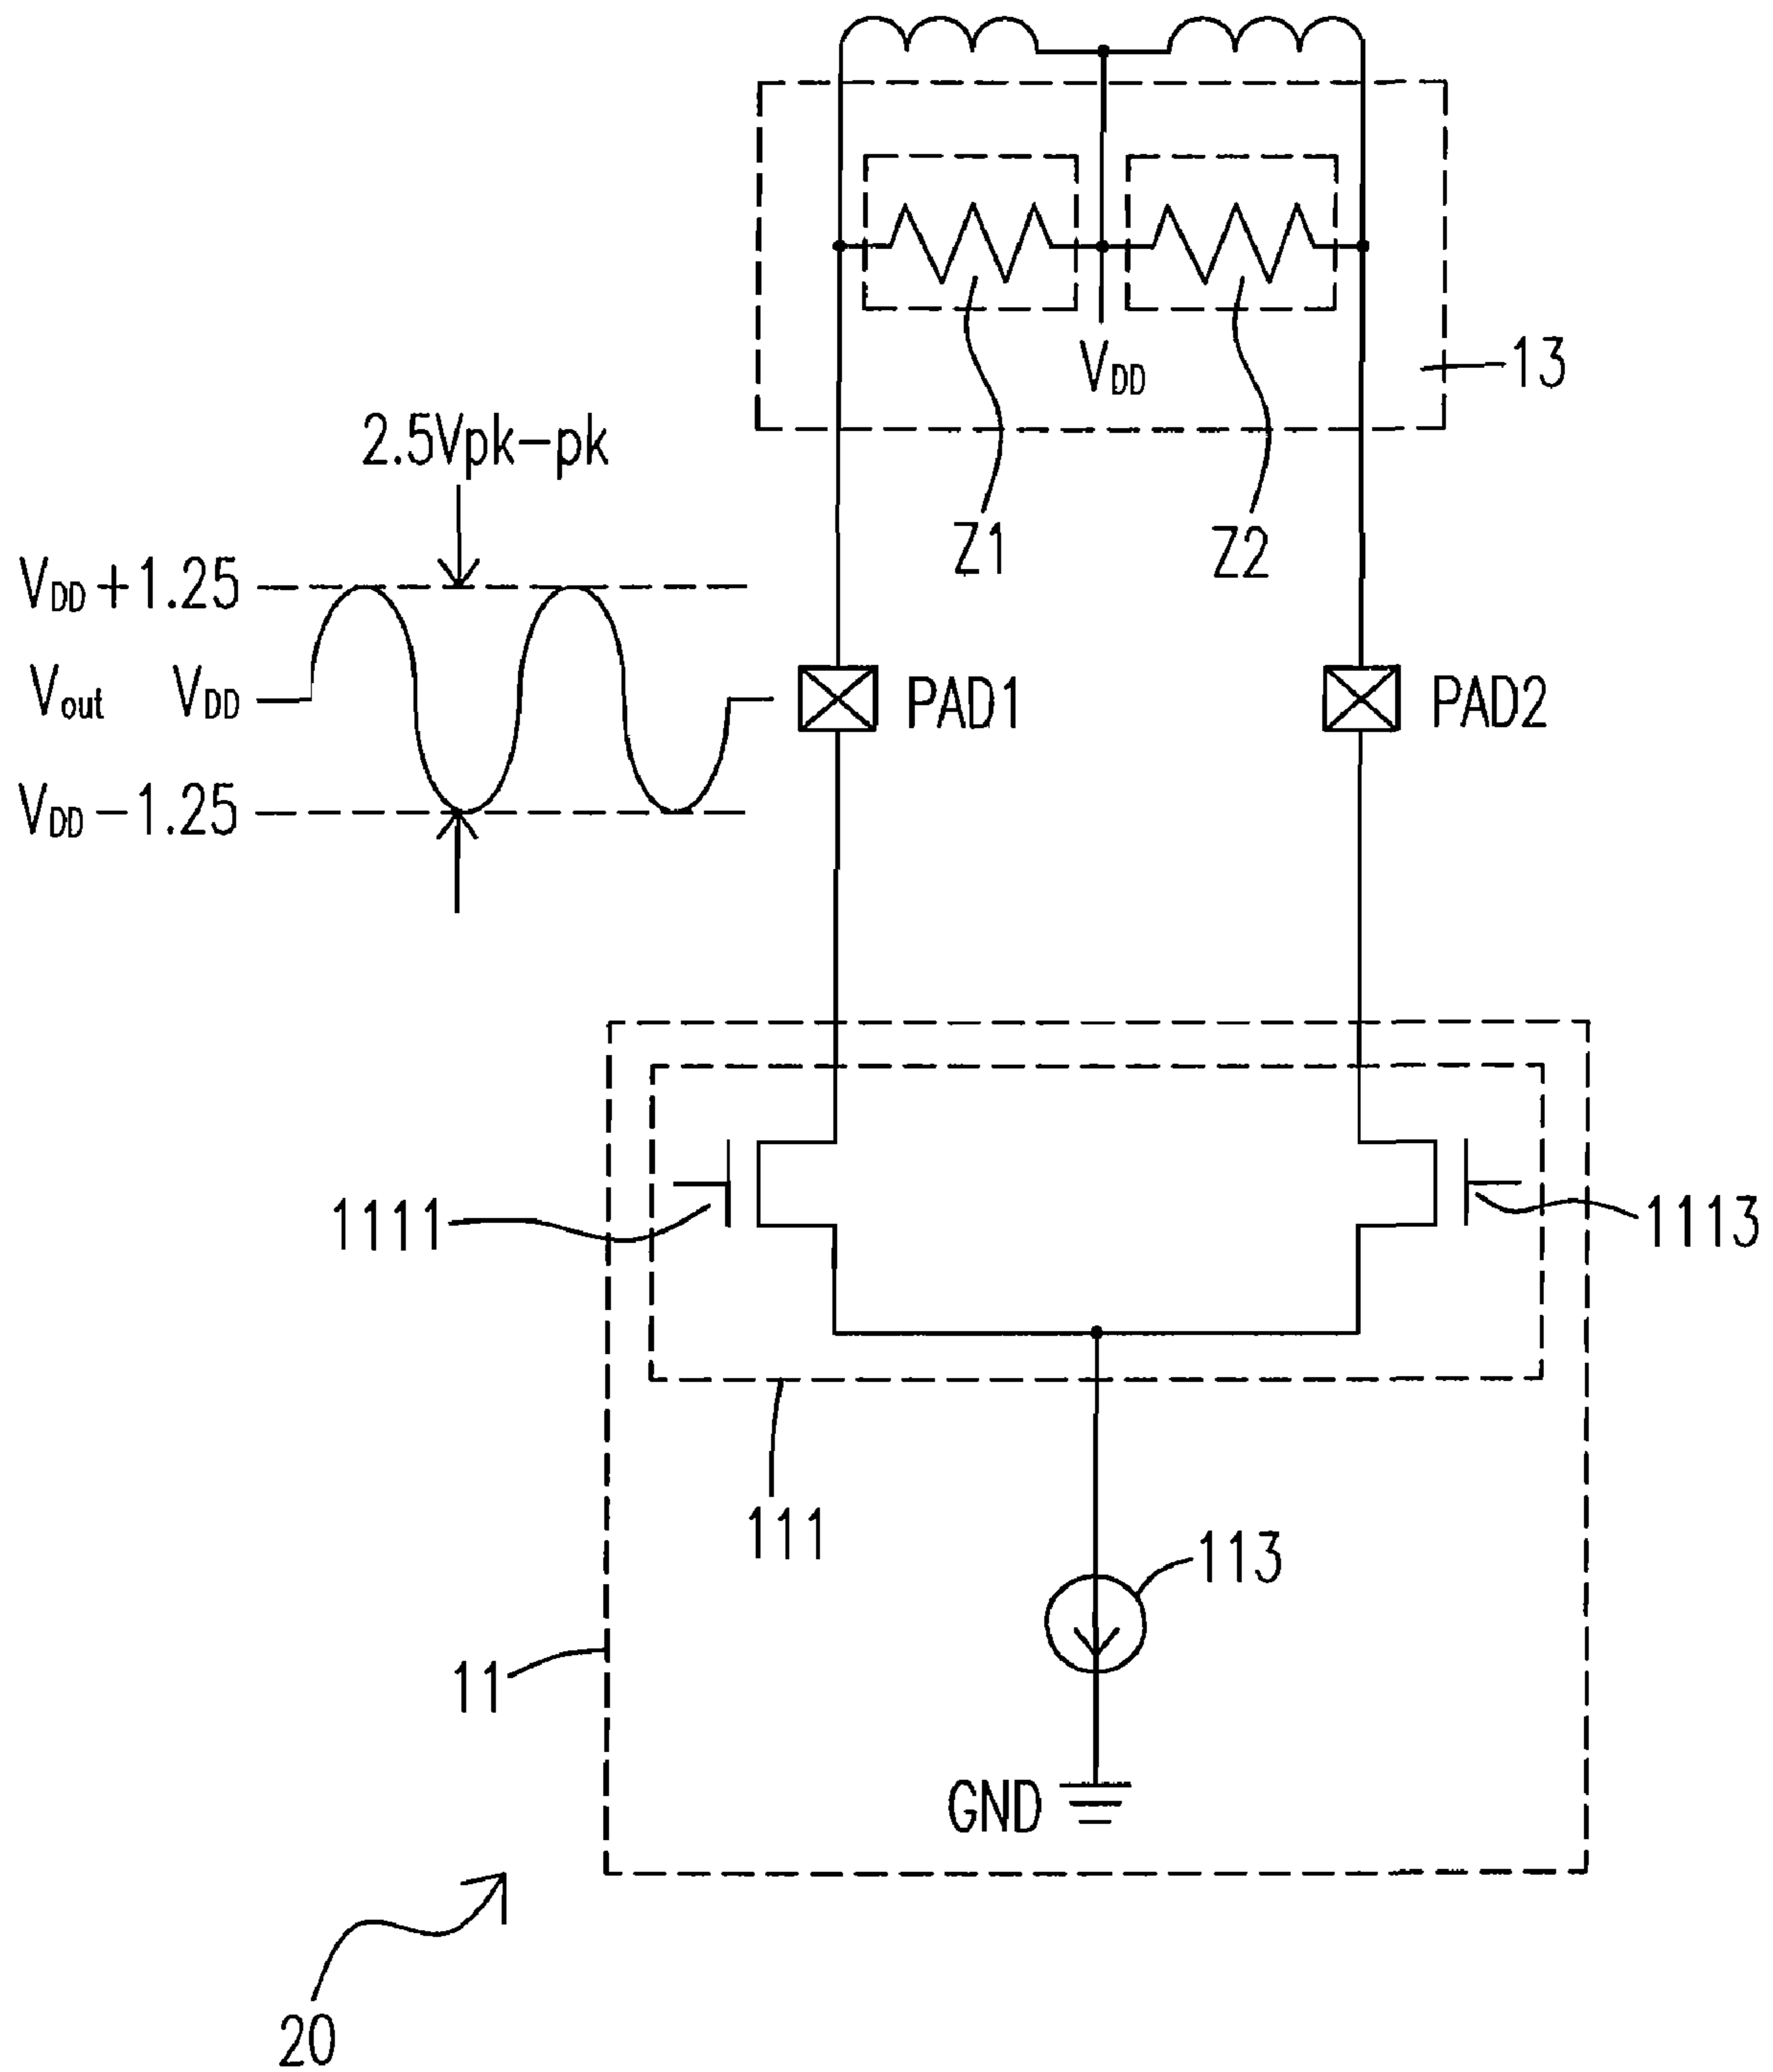 13
VDD
2.5Vpk-pk
Z1
Z2
VDD+1.25
Vout VDD
PAD1
PAD2
VDD-1.25
1111
1113
111
113
11
GND
20